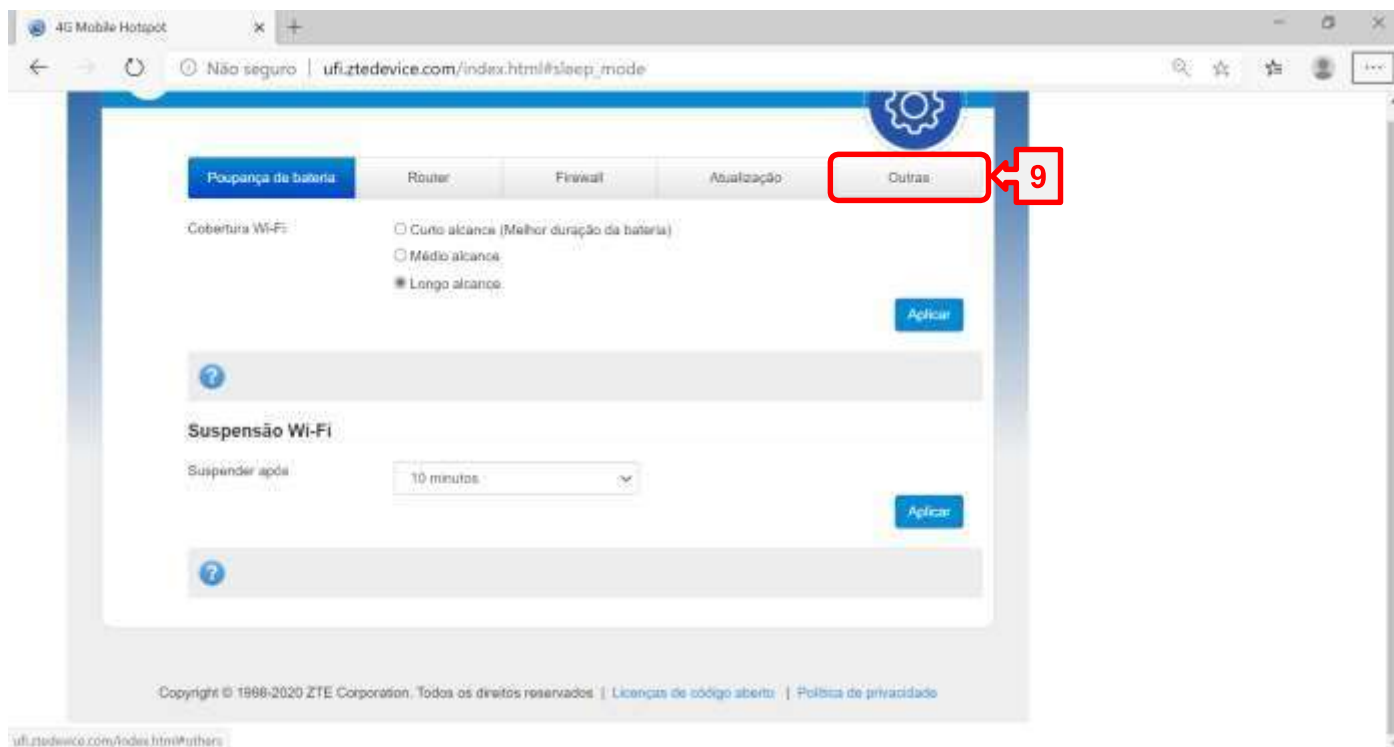 4G Mobile Hotspot
Não seguro | ufi.ztedevice.com/index.html#sleep_mode
Poupança de bateria Router Firewall Atualização Outras 9
Cobertura Wi-Fi: Curto alcance (Melhor duração da bateria)
Médio alcance
Longo alcance
Aplicar
?
Suspensão Wi-Fi
Suspender após 10 minutos
Aplicar
?
Copyright © 1998-2020 ZTE Corporation. Todos os direitos reservados | Licenças de código aberto | Política de privacidade
ufi.ztedevice.com/index.html#others